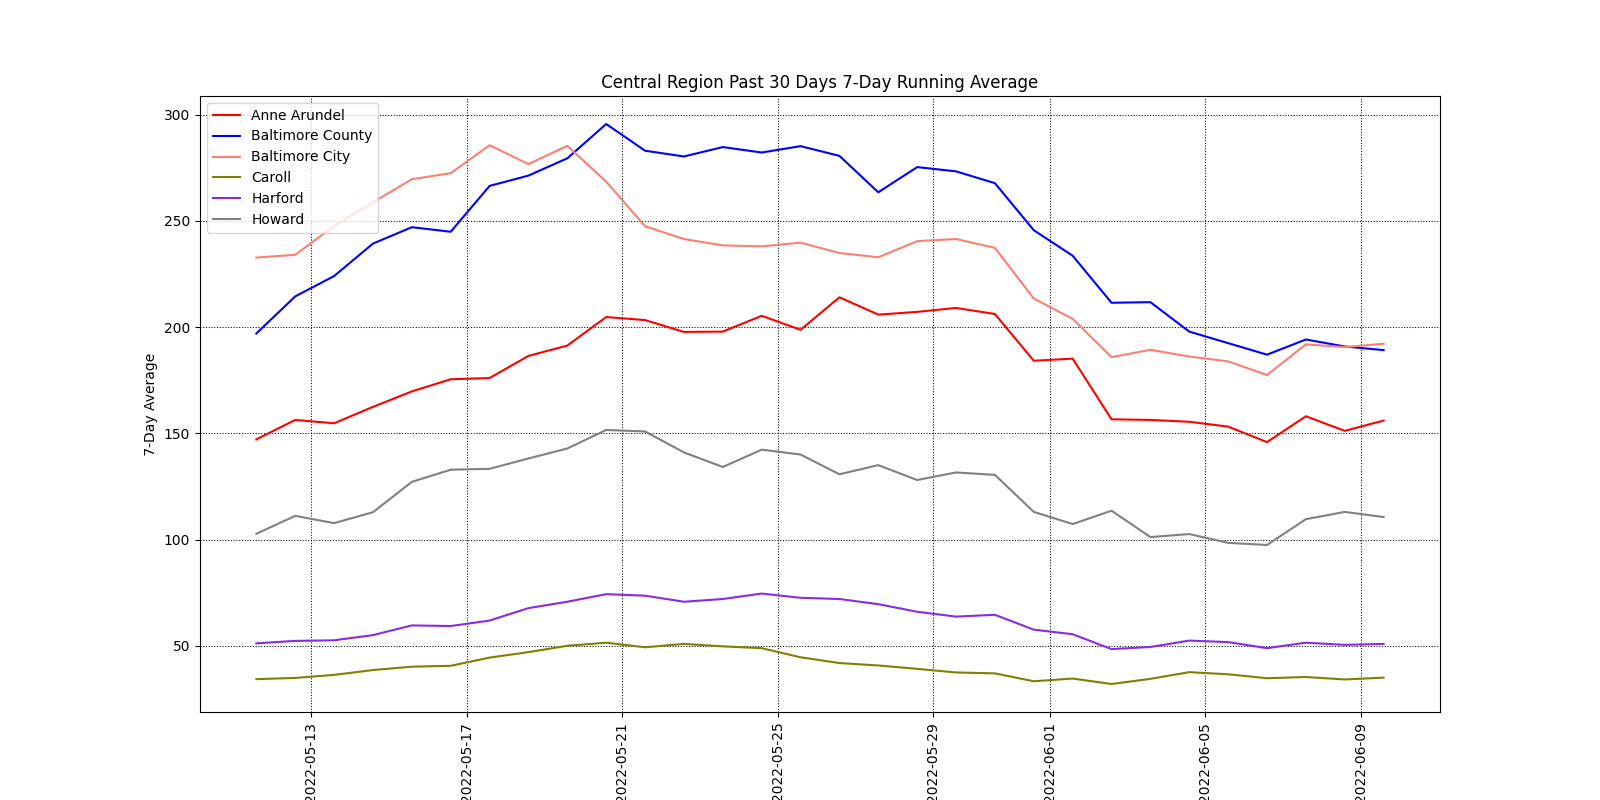 Central Region Past 30 Days 7-Day Running Average
Anne Arundel
Baltimore County
Baltimore City
Caroll
Harford
Howard
7-Day Average
300
250
200
150
100
50
2022-05-13
2022-05-17
2022-05-21
2022-05-25
2022-05-29
2022-06-01
2022-06-05
2022-06-09